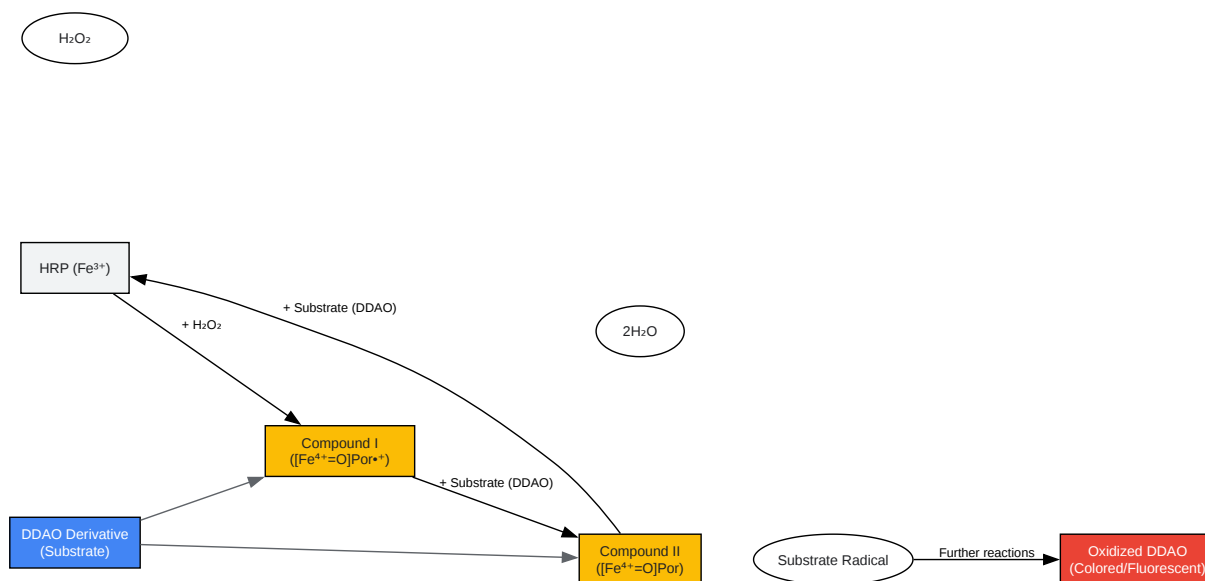 H₂O₂
HRP (Fe³⁺)
+ Substrate (DDAO)
+ H₂O₂
2H₂O
Compound I
([Fe⁴⁺=O]Por•⁺)
+ Substrate (DDAO)
DDAO Derivative
(Substrate)
Compound II
([Fe⁴⁺=O]Por)
Substrate Radical
Further reactions
Oxidized DDAO
(Colored/Fluorescent)